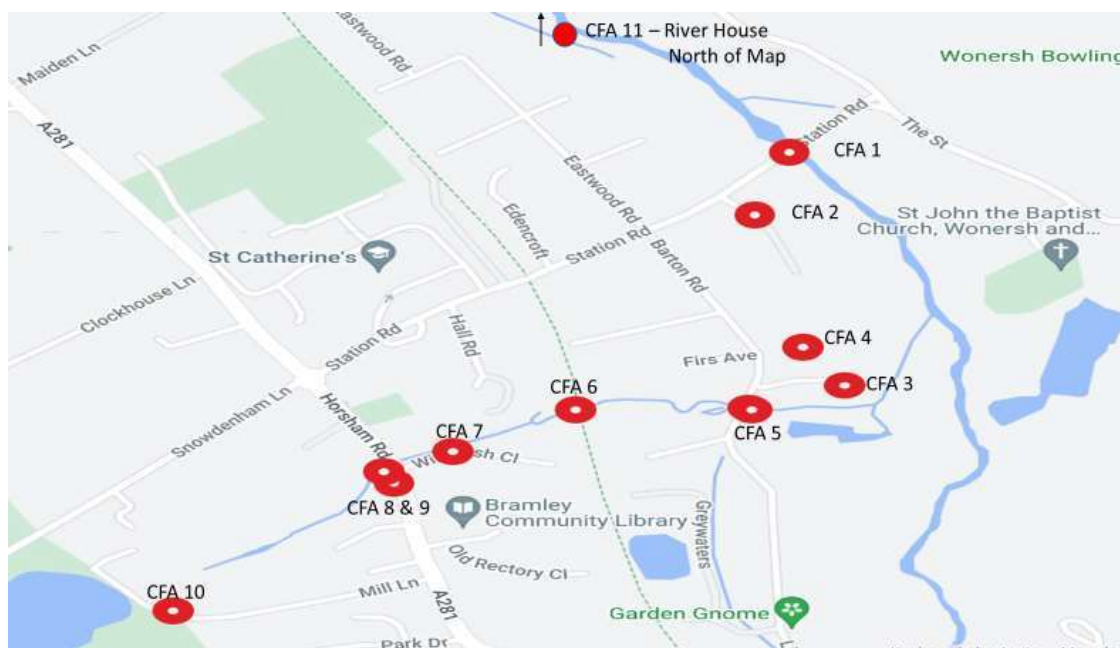 CFA 11 – River House
North of Map
Maiden Ln
Eastwood Rd
Wonersh Bowling
A281
Station Rd
The St
CFA 1
Eastwood Rd
CFA 2
Edencroft
Station Rd
Barton Rd
St John the Baptist
Church, Wonersh and...
St Catherine's
Clockhouse Ln
Station Rd
Hall Rd
CFA 4
Firs Ave
CFA 3
CFA 6
Snowdenham Ln
Horsham Rd
CFA 7
CFA 5
CFA 8 & 9
Bramley
Community Library
Greywaters
Old Rectory Cl
CFA 10
Mill Ln
A281
Garden Gnome
Park Dr